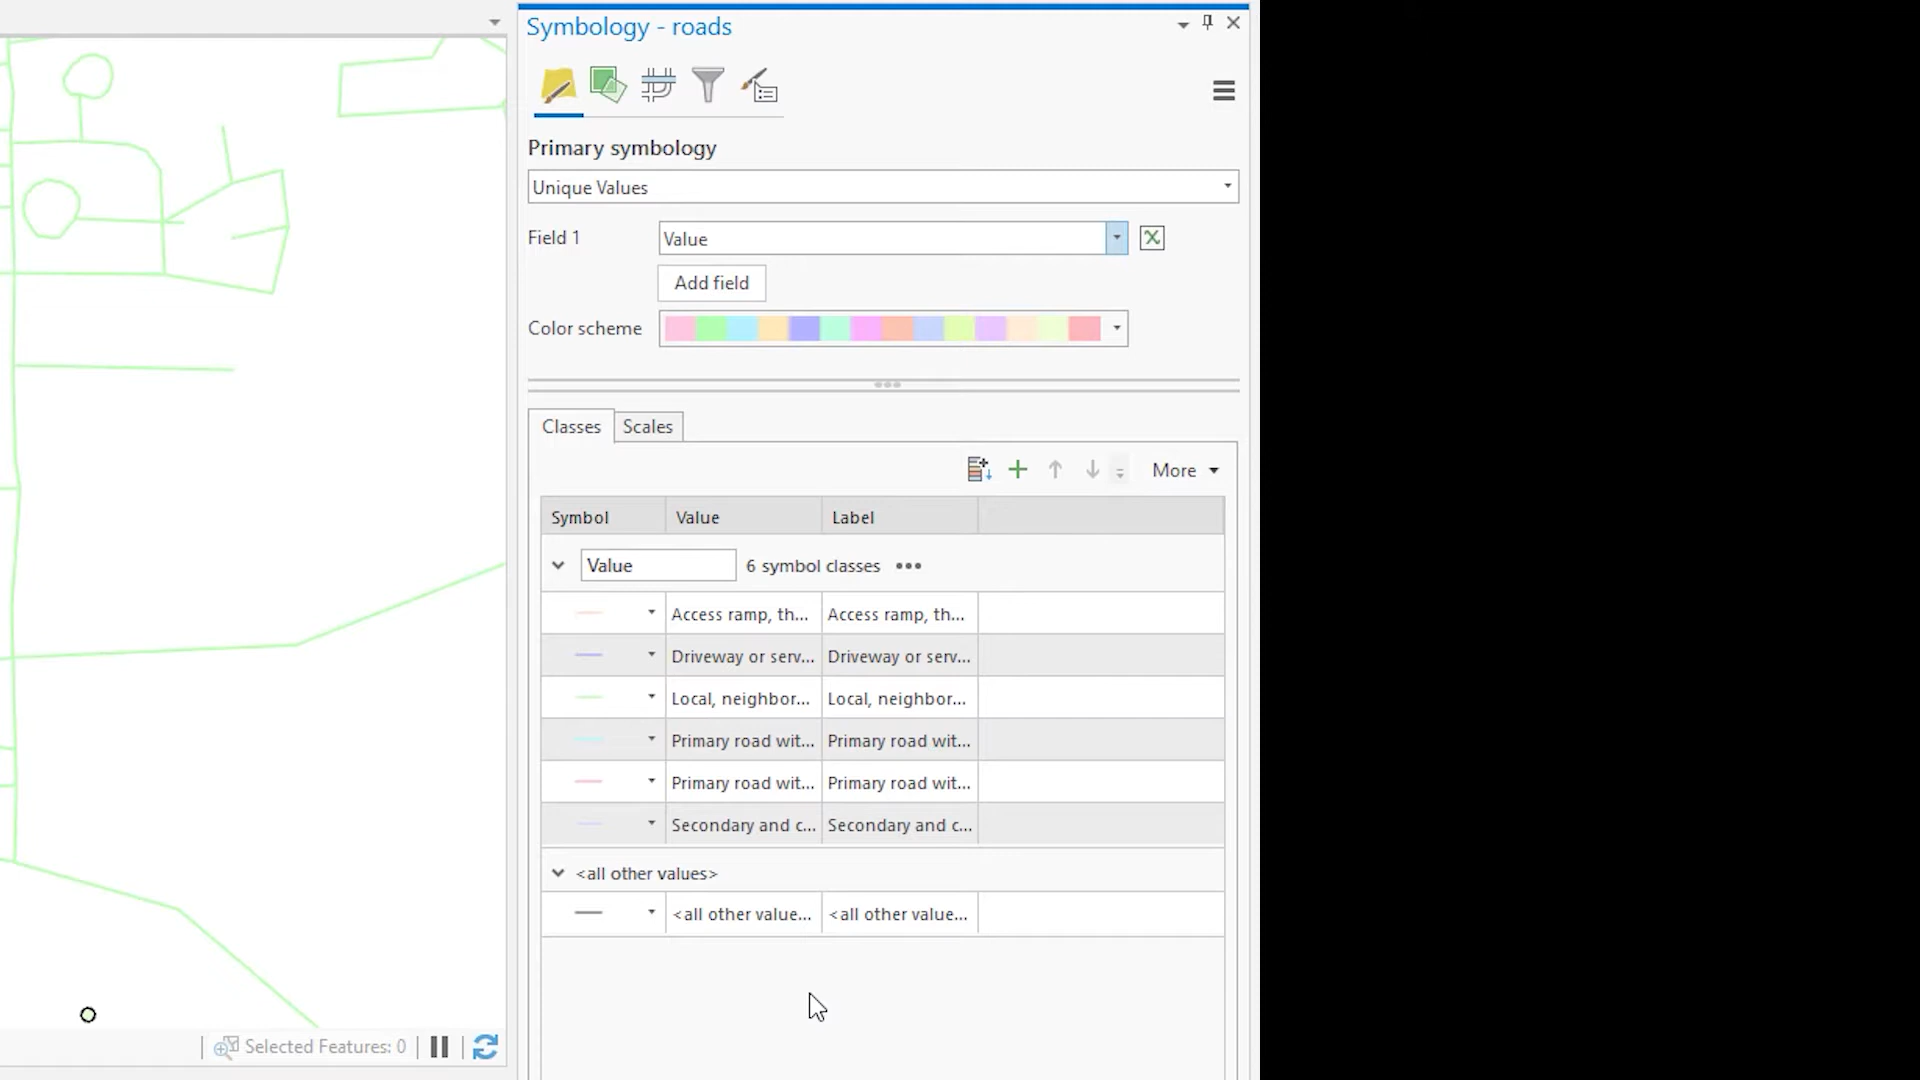 Symbology - roads
Primary symbology
Unique Values
Field 1
Value
Add field
Color scheme
Classes
Scales
More
Symbol
Value
Label
Value
6 symbol classes
Access ramp, th...
Access ramp, th...
Driveway or serv...
Driveway or serv...
Local, neighbor...
Local, neighbor...
Primary road wit...
Primary road wit...
Primary road wit...
Primary road wit...
Secondary and c...
Secondary and c...
<all other values>
<all other value...
<all other value...
Selected Features: 0